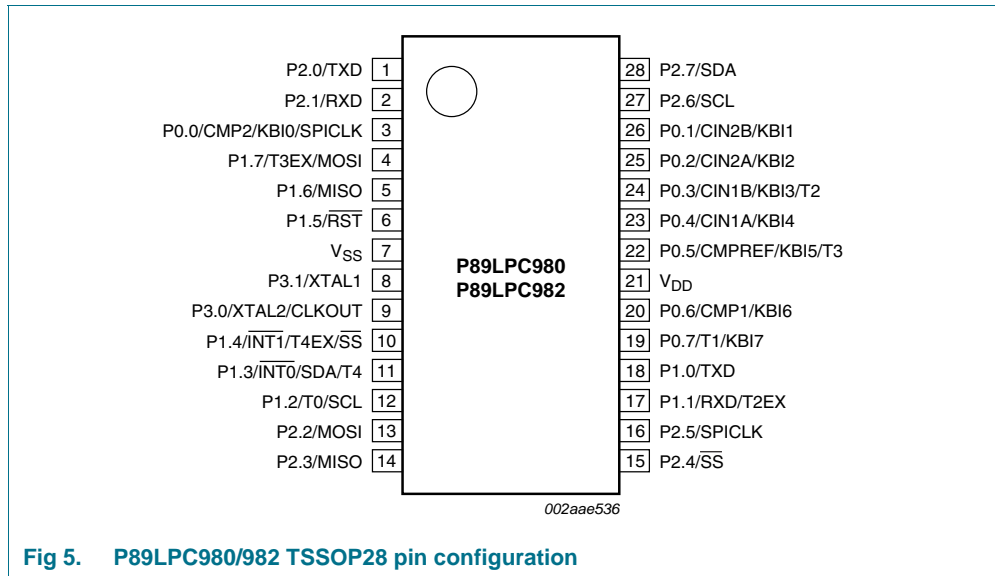 P2.0/TXD 1
P2.1/RXD 2
P0.0/CMP2/KBI0/SPICLK 3
P1.7/T3EX/MOSI 4
P1.6/MISO 5
P1.5/R̅S̅T̅ 6
VSS 7
P3.1/XTAL1 8
P3.0/XTAL2/CLKOUT 9
P1.4/I̅N̅T̅1̅/T4EX/S̅S̅ 10
P1.3/I̅N̅T̅0̅/SDA/T4 11
P1.2/T0/SCL 12
P2.2/MOSI 13
P2.3/MISO 14
P89LPC980
P89LPC982
28 P2.7/SDA
27 P2.6/SCL
26 P0.1/CIN2B/KBI1
25 P0.2/CIN2A/KBI2
24 P0.3/CIN1B/KBI3/T2
23 P0.4/CIN1A/KBI4
22 P0.5/CMPREF/KBI5/T3
21 VDD
20 P0.6/CMP1/KBI6
19 P0.7/T1/KBI7
18 P1.0/TXD
17 P1.1/RXD/T2EX
16 P2.5/SPICLK
15 P2.4/S̅S̅
002aae536
Fig 5. P89LPC980/982 TSSOP28 pin configuration